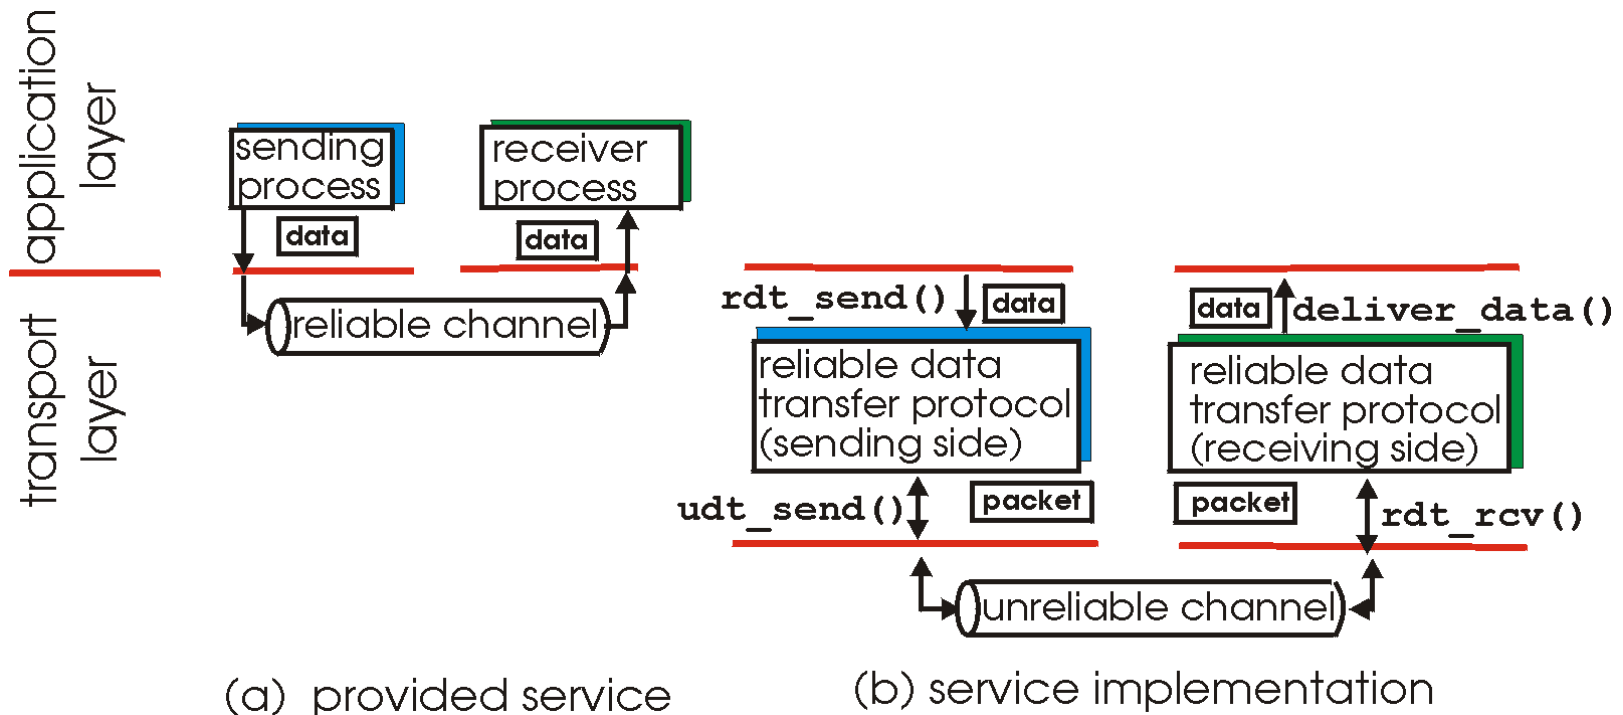 application
layer
transport
layer
sending
process
data
receiver
process
data
reliable channel
(a) provided service
rdt_send()
data
reliable data
transfer protocol
(sending side)
udt_send()
packet
data
deliver_data()
reliable data
transfer protocol
(receiving side)
packet
rdt_rcv()
unreliable channel
(b) service implementation